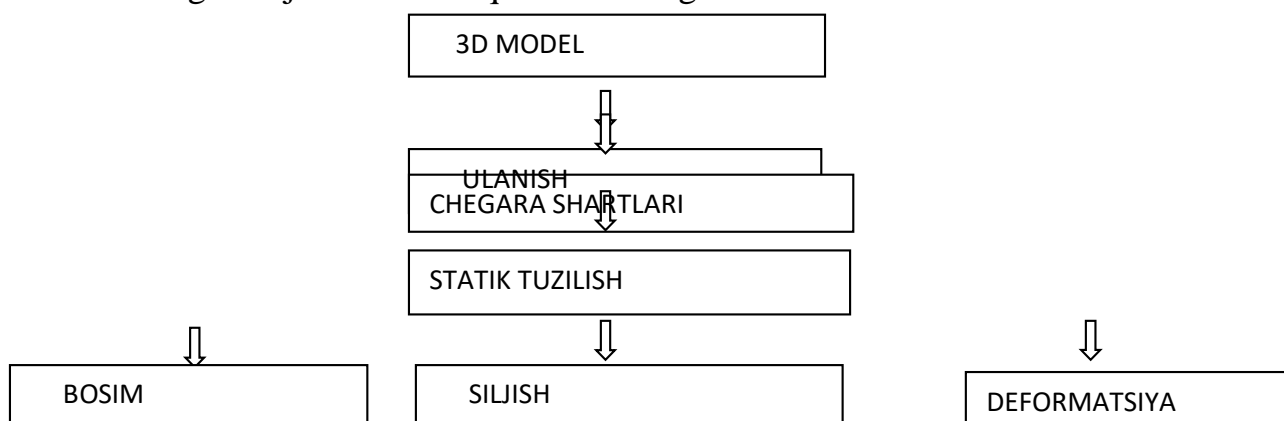 3D MODEL
ULANISH
CHEGARA SHARTLARI
STATIK TUZILISH
BOSIM
SILJISH
DEFORMATSIYA